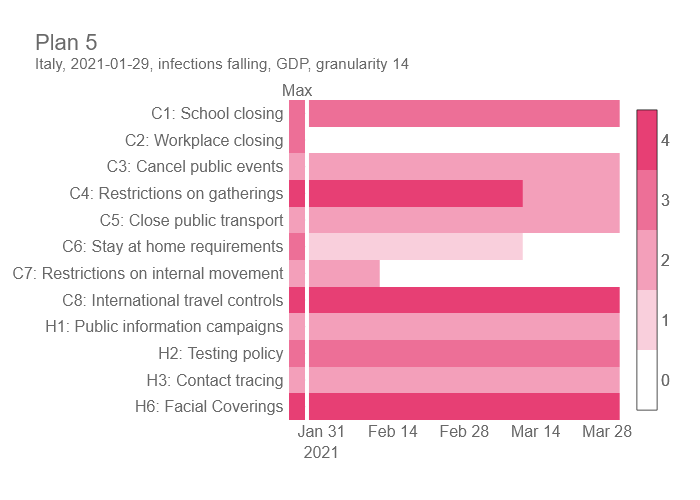 Plan 5
Italy, 2021-01-29, infections falling, GDP, granularity 14
Max
C1: School closing
C2: Workplace closing
C3: Cancel public events
C4: Restrictions on gatherings
C5: Close public transport
C6: Stay at home requirements
C7: Restrictions on internal movement
C8: International travel controls
H1: Public information campaigns
H2: Testing policy
H3: Contact tracing
H6: Facial Coverings
Jan 31 Feb 14 Feb 28 Mar 14 Mar 28
2021
4
3
2
1
0